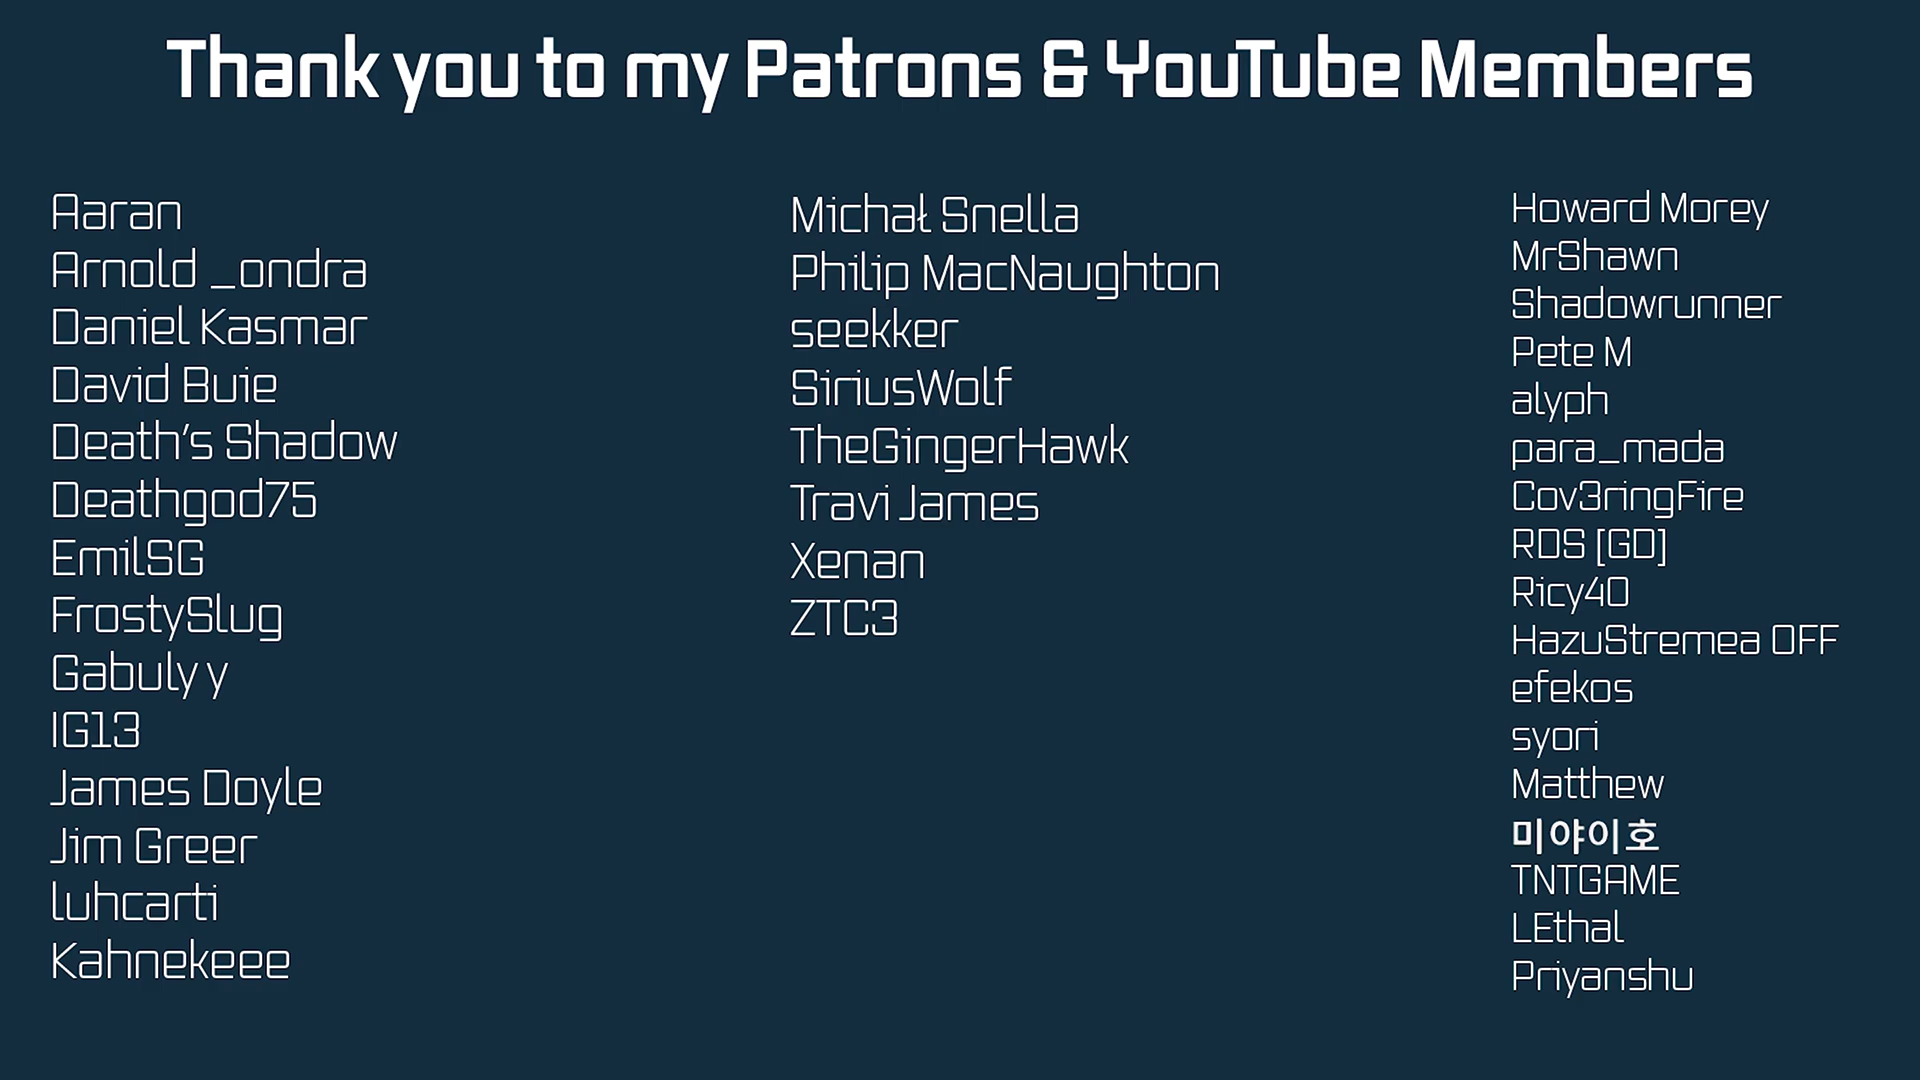 Thank you to my Patrons & YouTube Members
Aaran
Arnold _ondra
Daniel Kasmar
David Buie
Death's Shadow
Deathgod75
EmilSG
FrostySlug
Gabuly y
IG13
James Doyle
Jim Greer
luhcarti
Kahnekeee
Michał Snella
Philip MacNaughton
seekker
SiriusWolf
TheGingerHawk
Travi James
Xenan
ZTC3
Howard Morey
MrShawn
Shadowrunner
Pete M
alyph
para_mada
Cov3ringFire
RDS [GD]
Ricy40
HazuStremea OFF
efekos
syori
Matthew
미야이호
TNTGAME
LEthal
Priyanshu